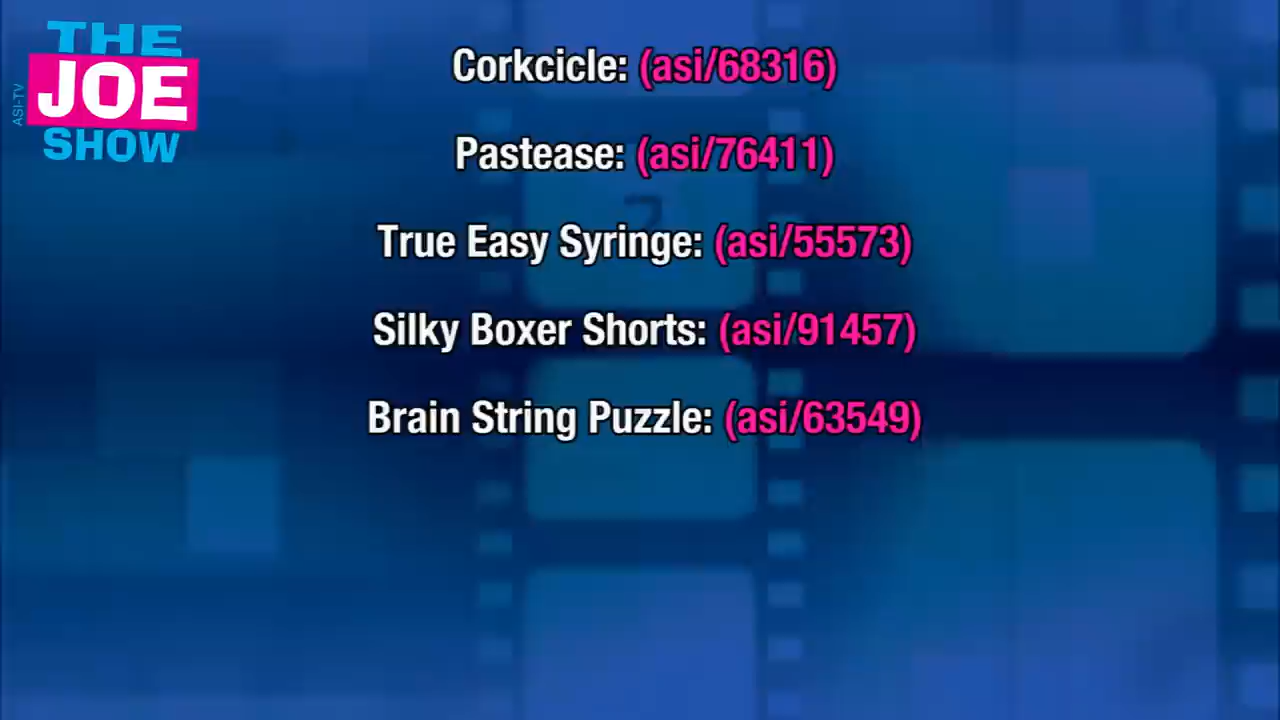 THE
JOE
SHOW
ASI-TV
Corkcicle: (asi/68316)
Pastease: (asi/76411)
2
True Easy Syringe: (asi/55573)
Silky Boxer Shorts: (asi/91457)
Brain String Puzzle: (asi/63549)